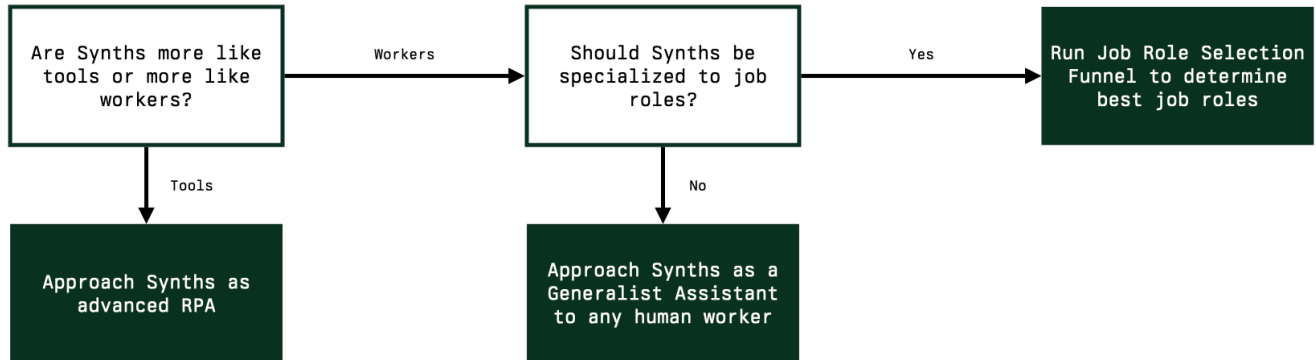 Are Synths more like
tools or more like
workers?
Workers
Should Synths be
specialized to job
roles?
Yes
Run Job Role Selection
Funnel to determine
best job roles
Tools
No
Approach Synths as
advanced RPA
Approach Synths as a
Generalist Assistant
to any human worker